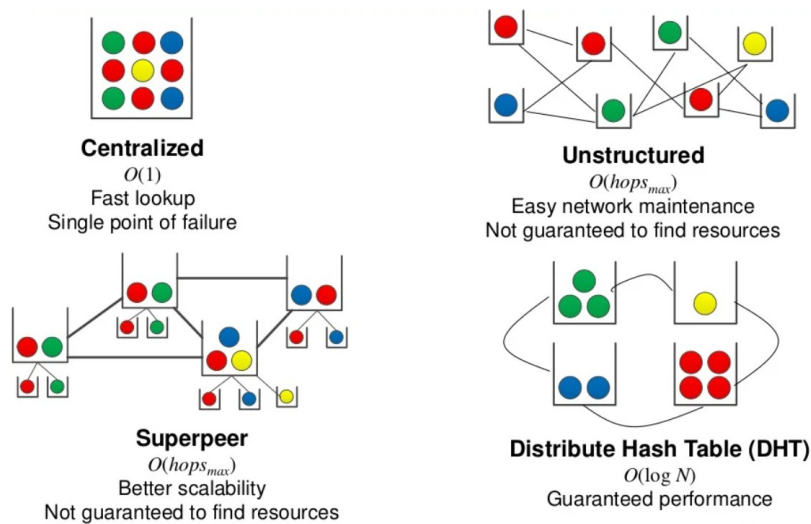 Centralized
O(1)
Fast lookup
Single point of failure
Unstructured
O(hops_max)
Easy network maintenance
Not guaranteed to find resources
Superpeer
O(hops_max)
Better scalability
Not guaranteed to find resources
Distribute Hash Table (DHT)
O(log N)
Guaranteed performance